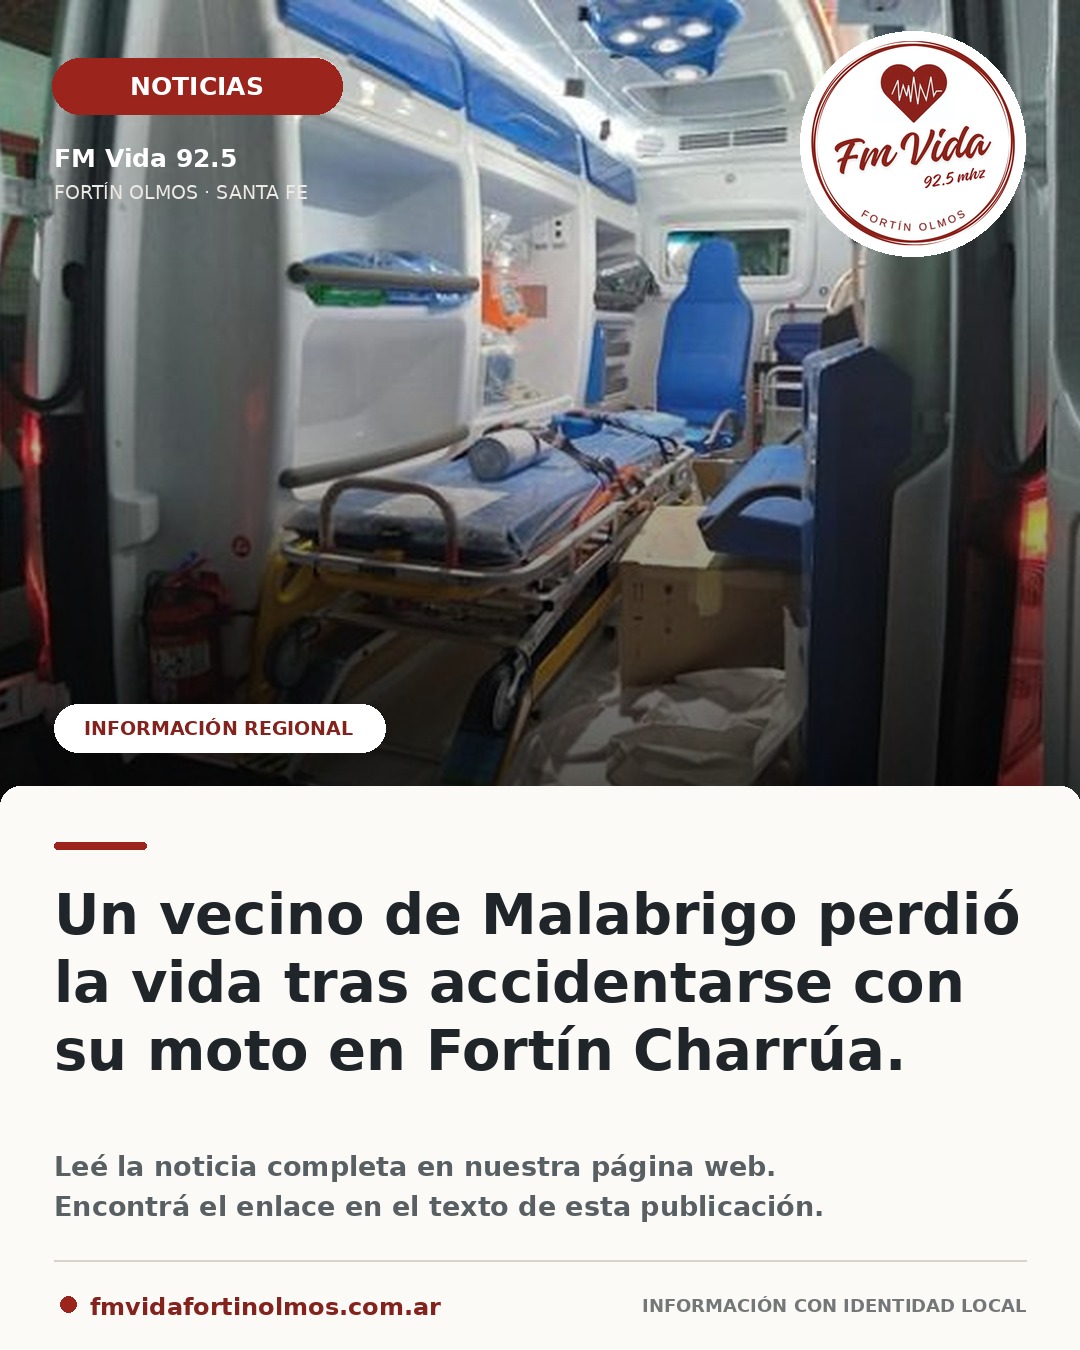 NOTICIAS
FM Vida 92.5
FORTÍN OLMOS · SANTA FE
Fm Vida
92.5 mhz
FORTÍN OLMOS
INFORMACIÓN REGIONAL
Un vecino de Malabrigo perdió
la vida tras accidentarse con
su moto en Fortín Charrúa.
Leé la noticia completa en nuestra página web.
Encontrá el enlace en el texto de esta publicación.
fmvidafortinolmos.com.ar
INFORMACIÓN CON IDENTIDAD LOCAL